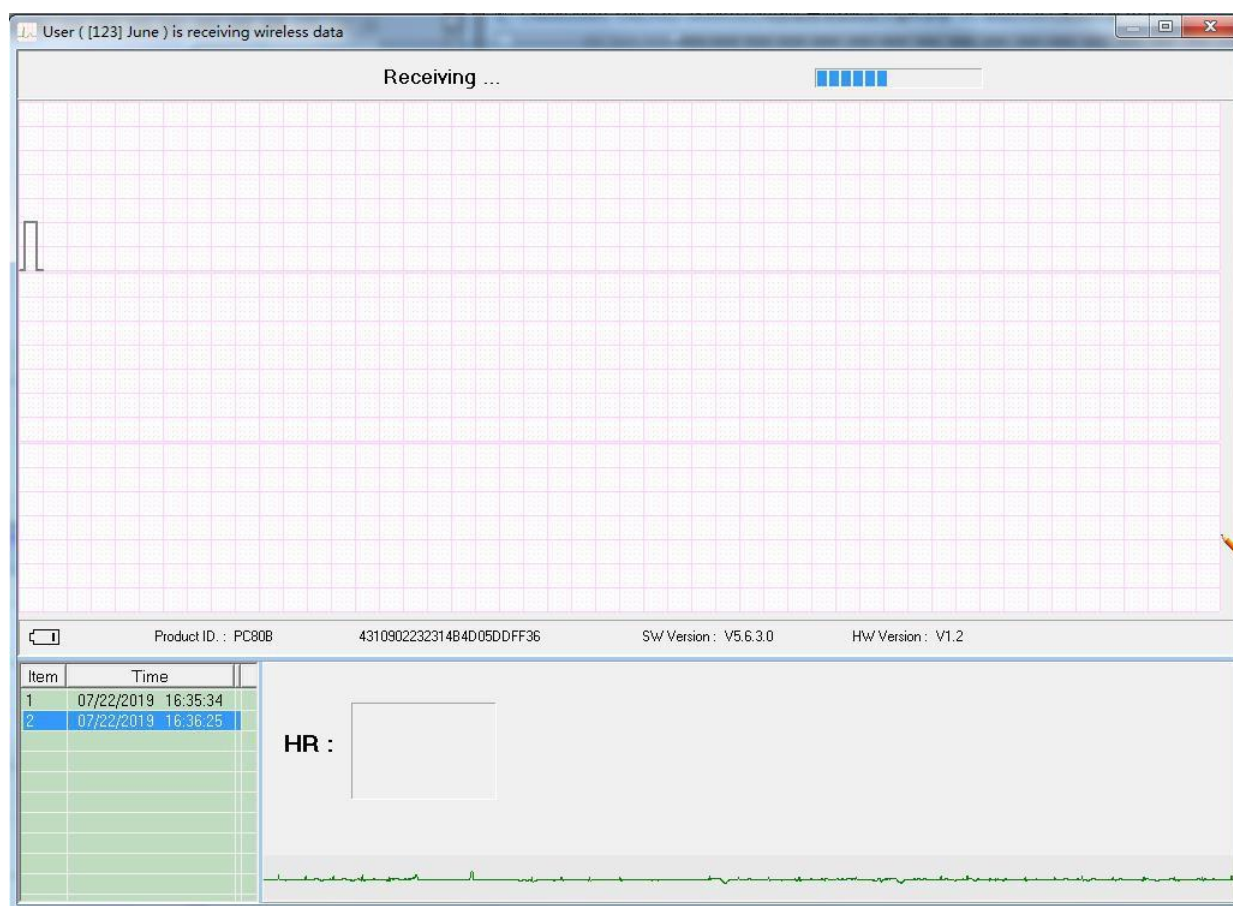 User ( [123] June ) is receiving wireless data
Receiving ...
Product ID. : PC80B 4310902232314B4D05DDFF36 SW Version : V5.6.3.0 HW Version : V1.2
Item Time
1 07/22/2019 16:35:34
2 07/22/2019 16:36:25
HR :